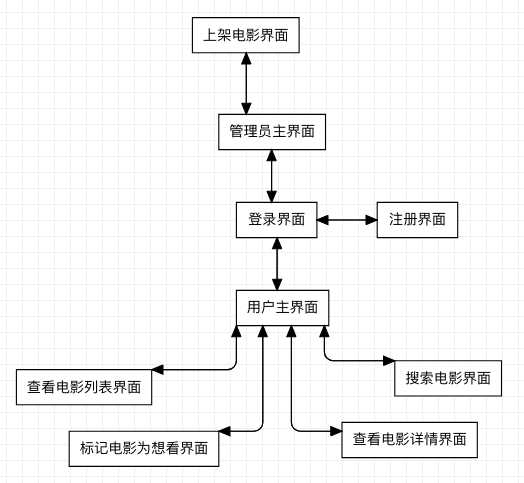 上架电影界面
管理员主界面
登录界面
注册界面
用户主界面
查看电影列表界面
搜索电影界面
标记电影为想看界面
查看电影详情界面